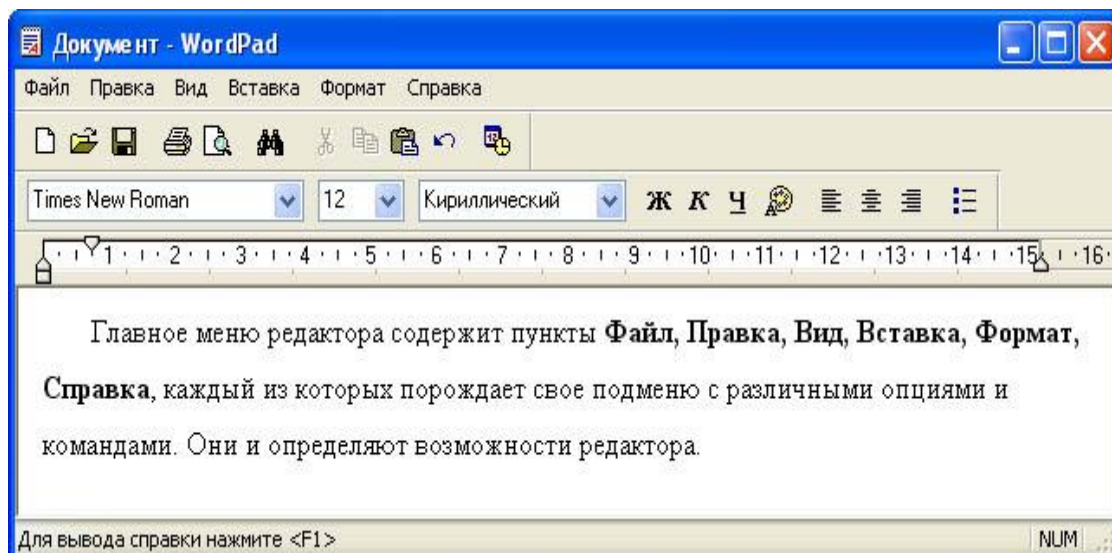 Документ - WordPad
Файл Правка Вид Вставка Формат Справка
Times New Roman 12 Кириллический Ж К Ч
1 2 3 4 5 6 7 8 9 10 11 12 13 14 15 16
Главное меню редактора содержит пункты Файл, Правка, Вид, Вставка, Формат,
Справка, каждый из которых порождает свое подменю с различными опциями и
командами. Они и определяют возможности редактора.
Для вывода справки нажмите <F1> NUM